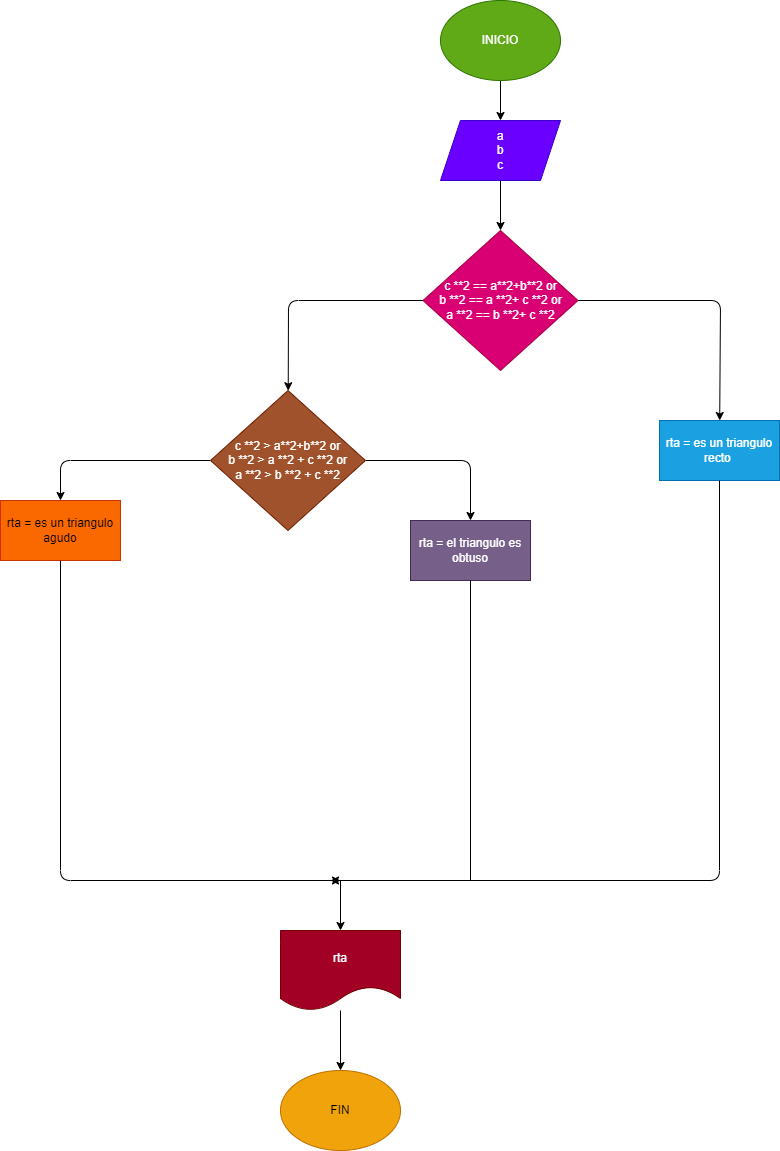 INICIO
a
b
c
c **2 == a**2+b**2 or
b **2 == a **2+ c **2 or
a **2 == b **2+ c **2
c **2 > a**2+b**2 or
b **2 > a **2 + c **2 or
a **2 > b **2 + c **2
rta = es un triangulo
recto
rta = es un triangulo
agudo
rta = el triangulo es
obtuso
rta
FIN